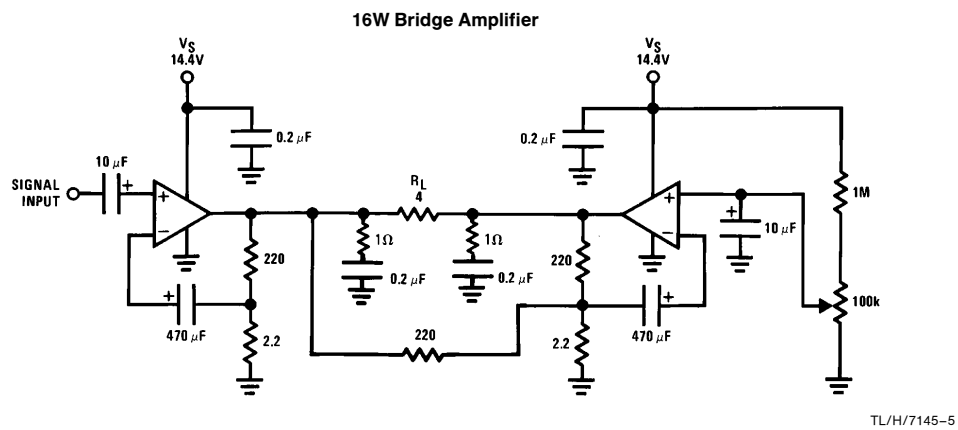 16W Bridge Amplifier
VS
14.4V
VS
14.4V
0.2 μF
0.2 μF
10 μF
+
SIGNAL
INPUT
+
−
RL
4
+
−
+
10 μF
1M
1Ω
1Ω
220
0.2 μF
0.2 μF
220
100k
+
470 μF
2.2
220
2.2
+
470 μF
TL/H/7145–5